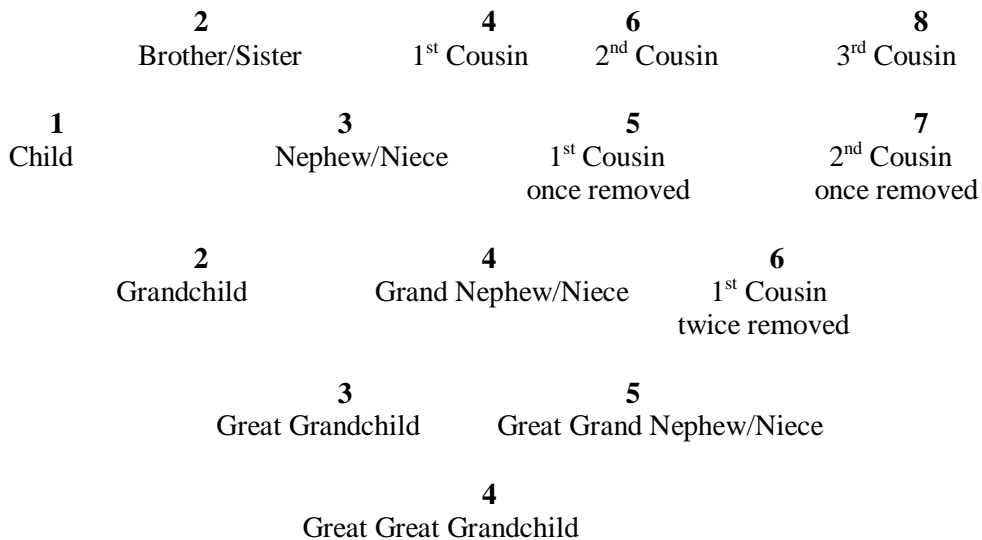 2 4 6 8
Brother/Sister 1st Cousin 2nd Cousin 3rd Cousin
1 3 5 7
Child Nephew/Niece 1st Cousin 2nd Cousin
once removed once removed
2 4 6
Grandchild Grand Nephew/Niece 1st Cousin
twice removed
3 5
Great Grandchild Great Grand Nephew/Niece
4
Great Great Grandchild